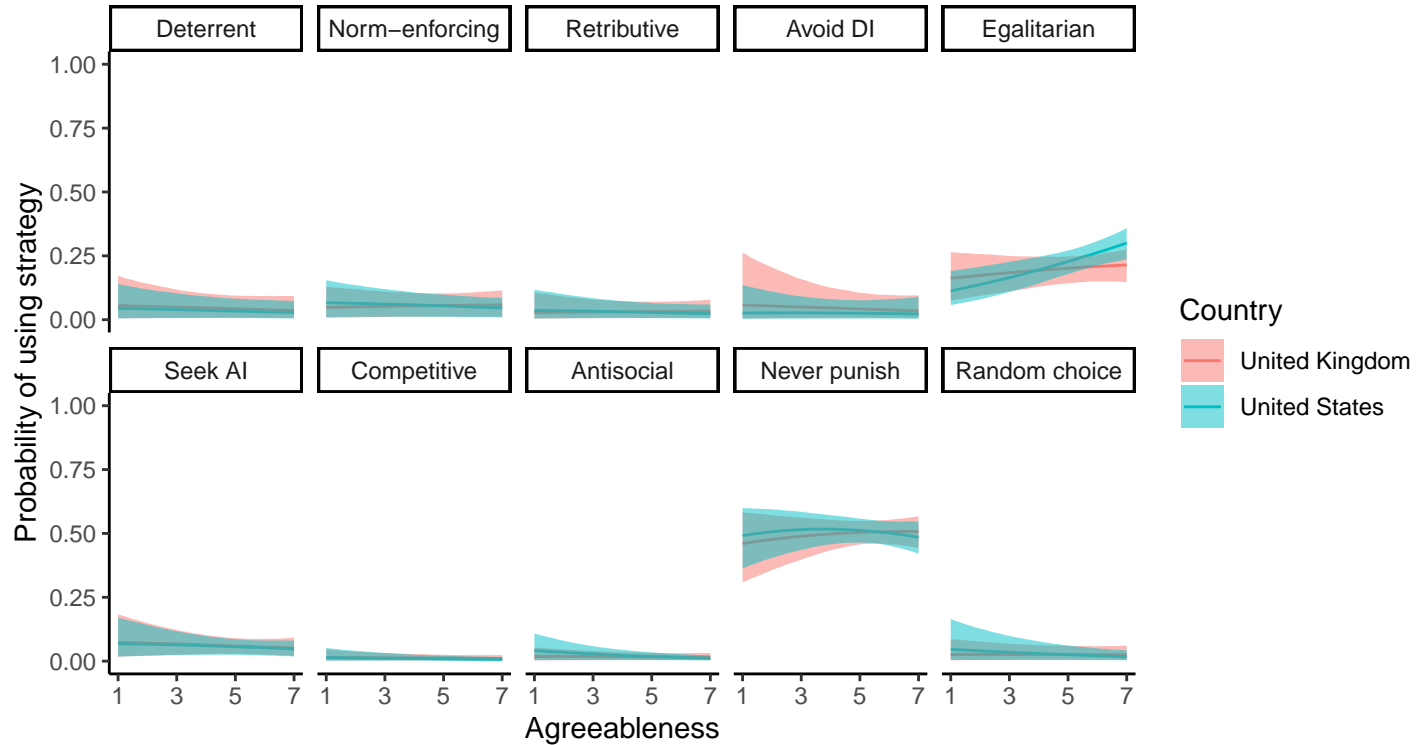 Deterrent
Norm−enforcing
Retributive
Avoid DI
Egalitarian
1.00
0.75
0.50
0.25
0.00
Seek AI
Competitive
Antisocial
Never punish
Random choice
1.00
0.75
0.50
0.25
0.00
1 3 5 7
1 3 5 7
1 3 5 7
1 3 5 7
1 3 5 7
Agreeableness
Probability of using strategy
Country
United Kingdom
United States